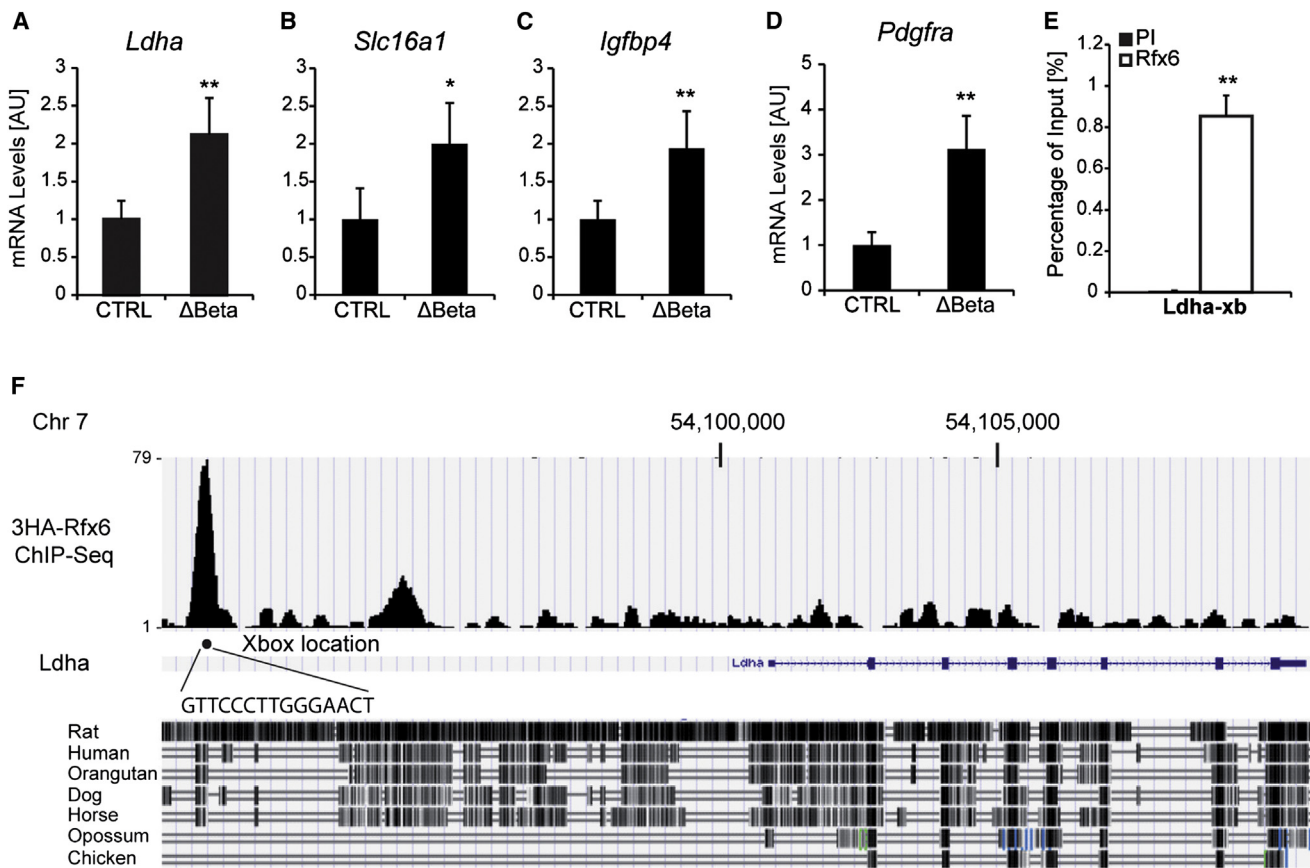 A
Ldha
mRNA Levels [AU]
3
2.5
2
1.5
1
0.5
0
**
CTRL
ΔBeta
B
Slc16a1
3
2.5
2
1.5
1
0.5
0
*
CTRL
ΔBeta
C
Igfbp4
3
2.5
2
1.5
1
0.5
0
**
CTRL
ΔBeta
D
Pdgfra
mRNA Levels [AU]
5
4
3
2
1
0
**
CTRL
ΔBeta
E
PI
Rfx6
Percentage of Input [%]
1.2
1
0.8
0.6
0.4
0.2
0
**
Ldha-xb
F
Chr 7
54,100,000
54,105,000
79
3HA-Rfx6
ChIP-Seq
1
Xbox location
Ldha
Ldha
GTTCCCTTGGGAACT
Rat
Human
Orangutan
Dog
Horse
Opossum
Chicken